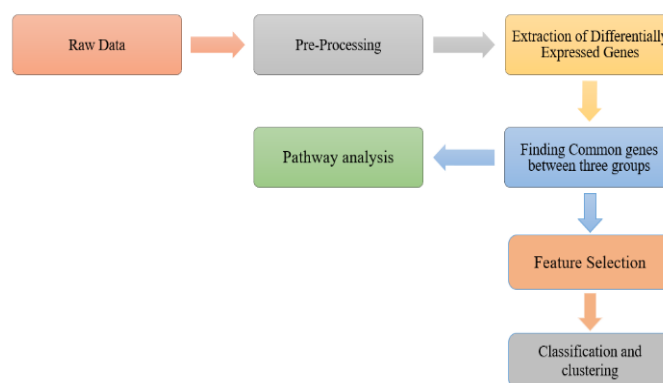 Raw Data
Pre-Processing
Extraction of Differentially
Expressed Genes
Pathway analysis
Finding Common genes
between three groups
Feature Selection
Classification and
clustering